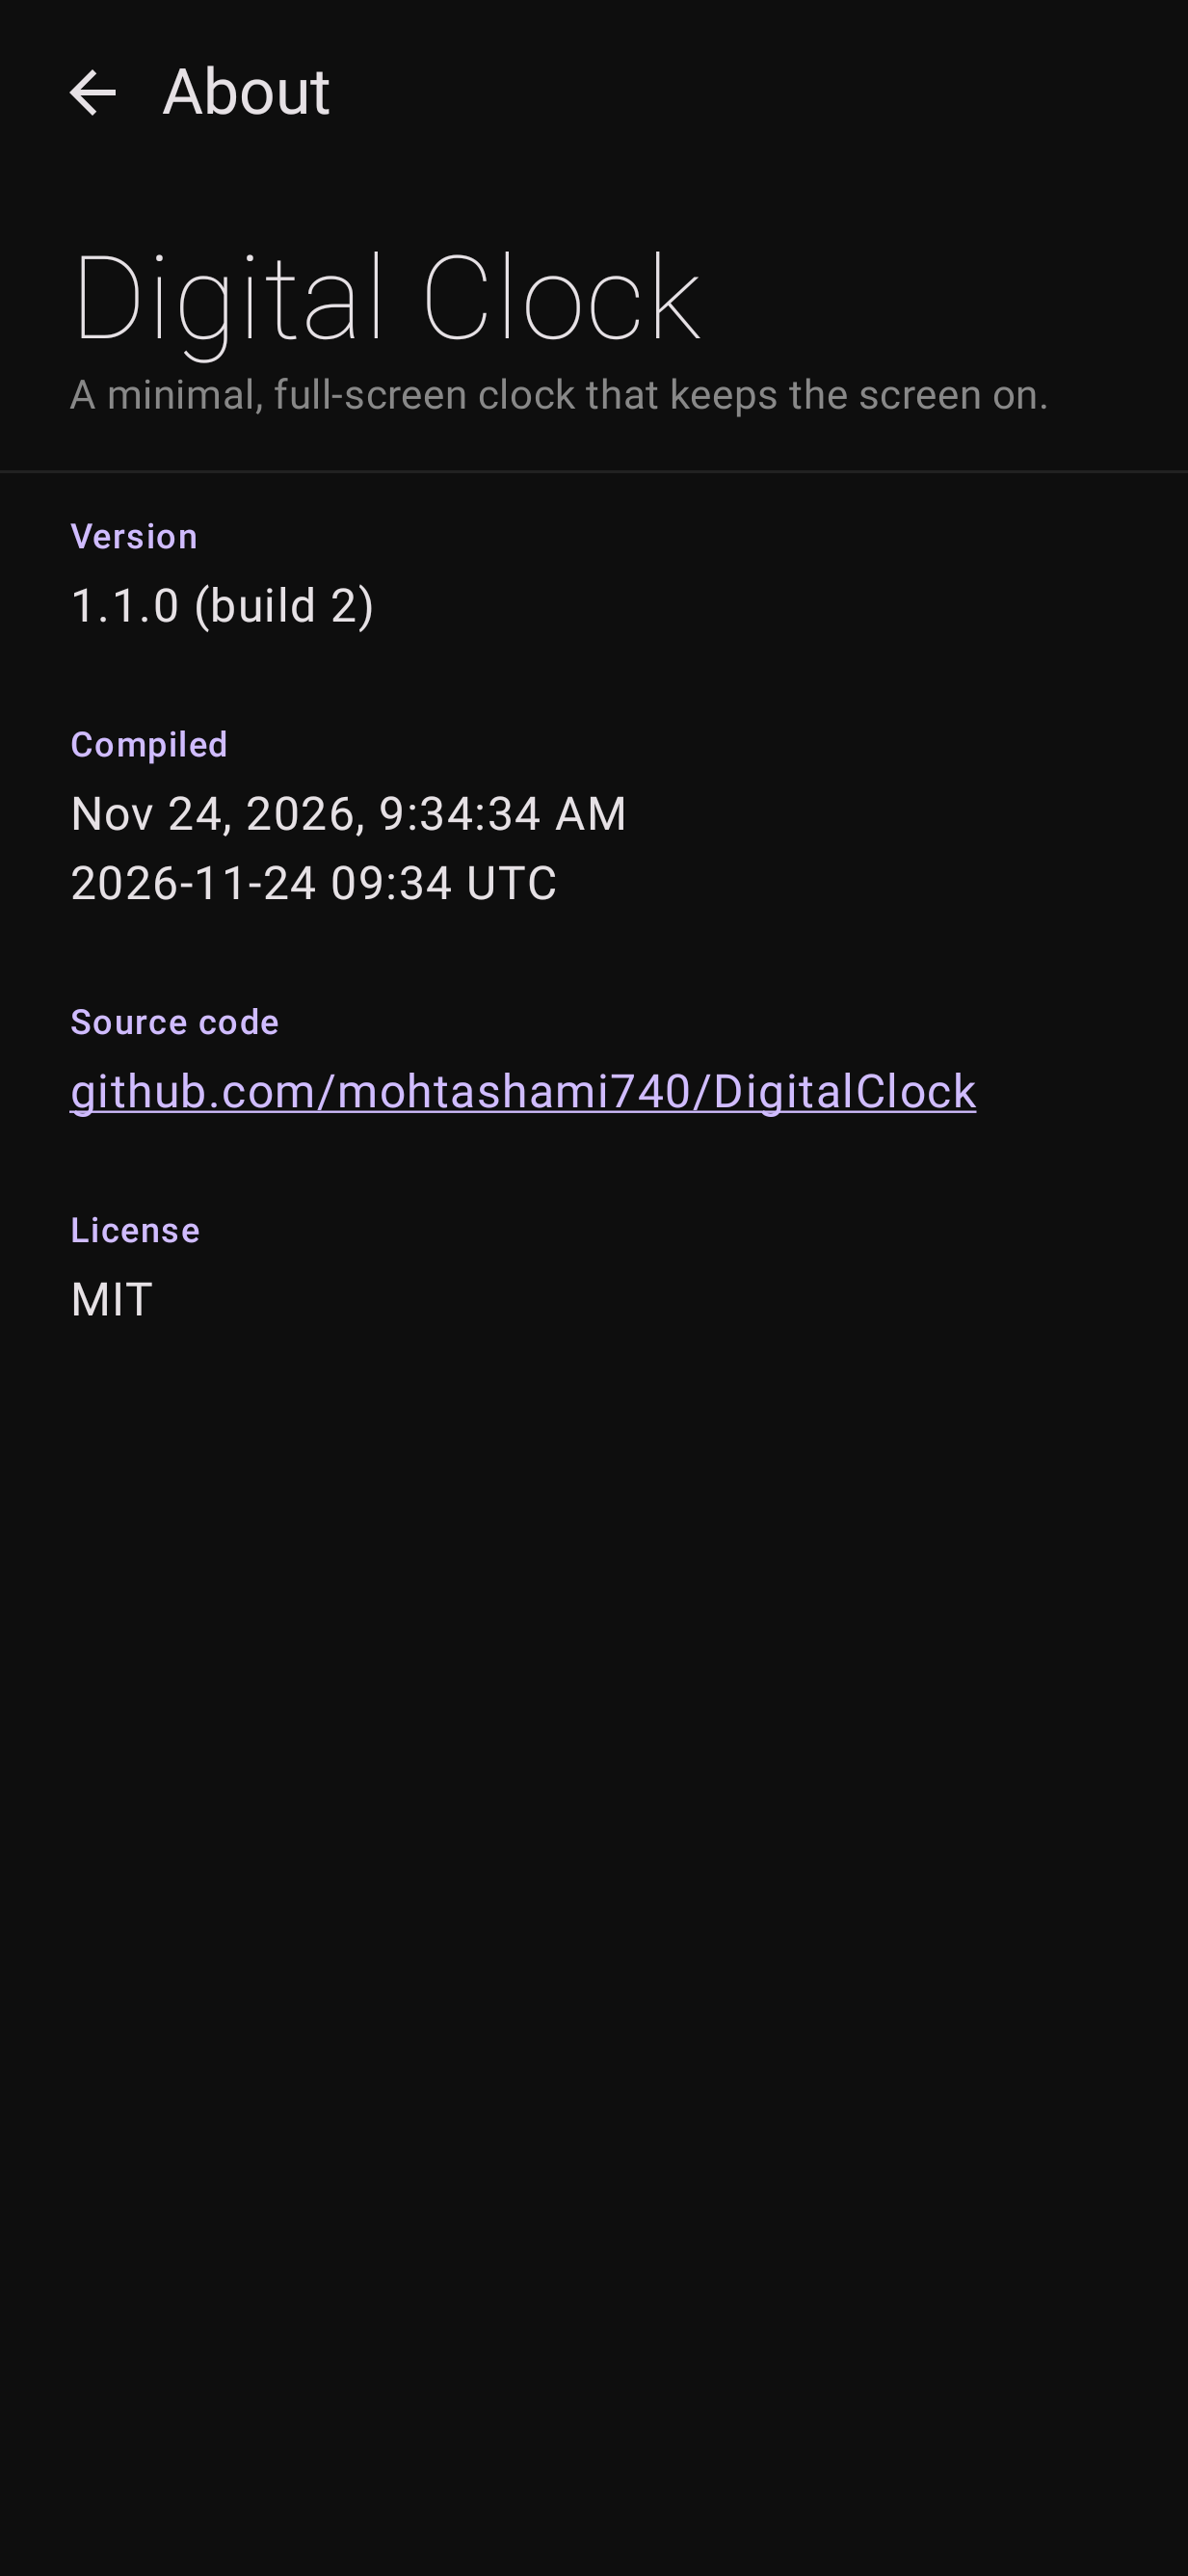 About
Digital Clock
A minimal, full-screen clock that keeps the screen on.
Version
1.1.0 (build 2)
Compiled
Nov 24, 2026, 9:34:34 AM
2026-11-24 09:34 UTC
Source code
github.com/mohtashami740/DigitalClock
License
MIT